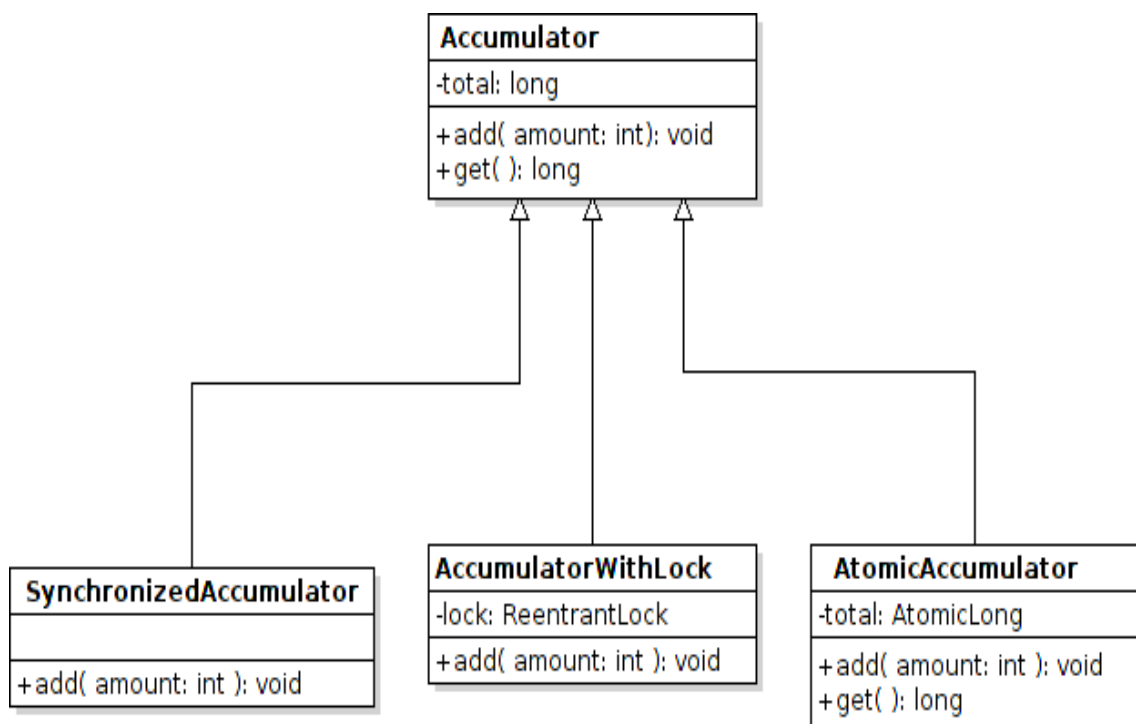 Accumulator
-total: long
+add( amount: int): void
+get( ): long
SynchronizedAccumulator
+add( amount: int ): void
AccumulatorWithLock
-lock: ReentrantLock
+add( amount: int ): void
AtomicAccumulator
-total: AtomicLong
+add( amount: int ): void
+get( ): long